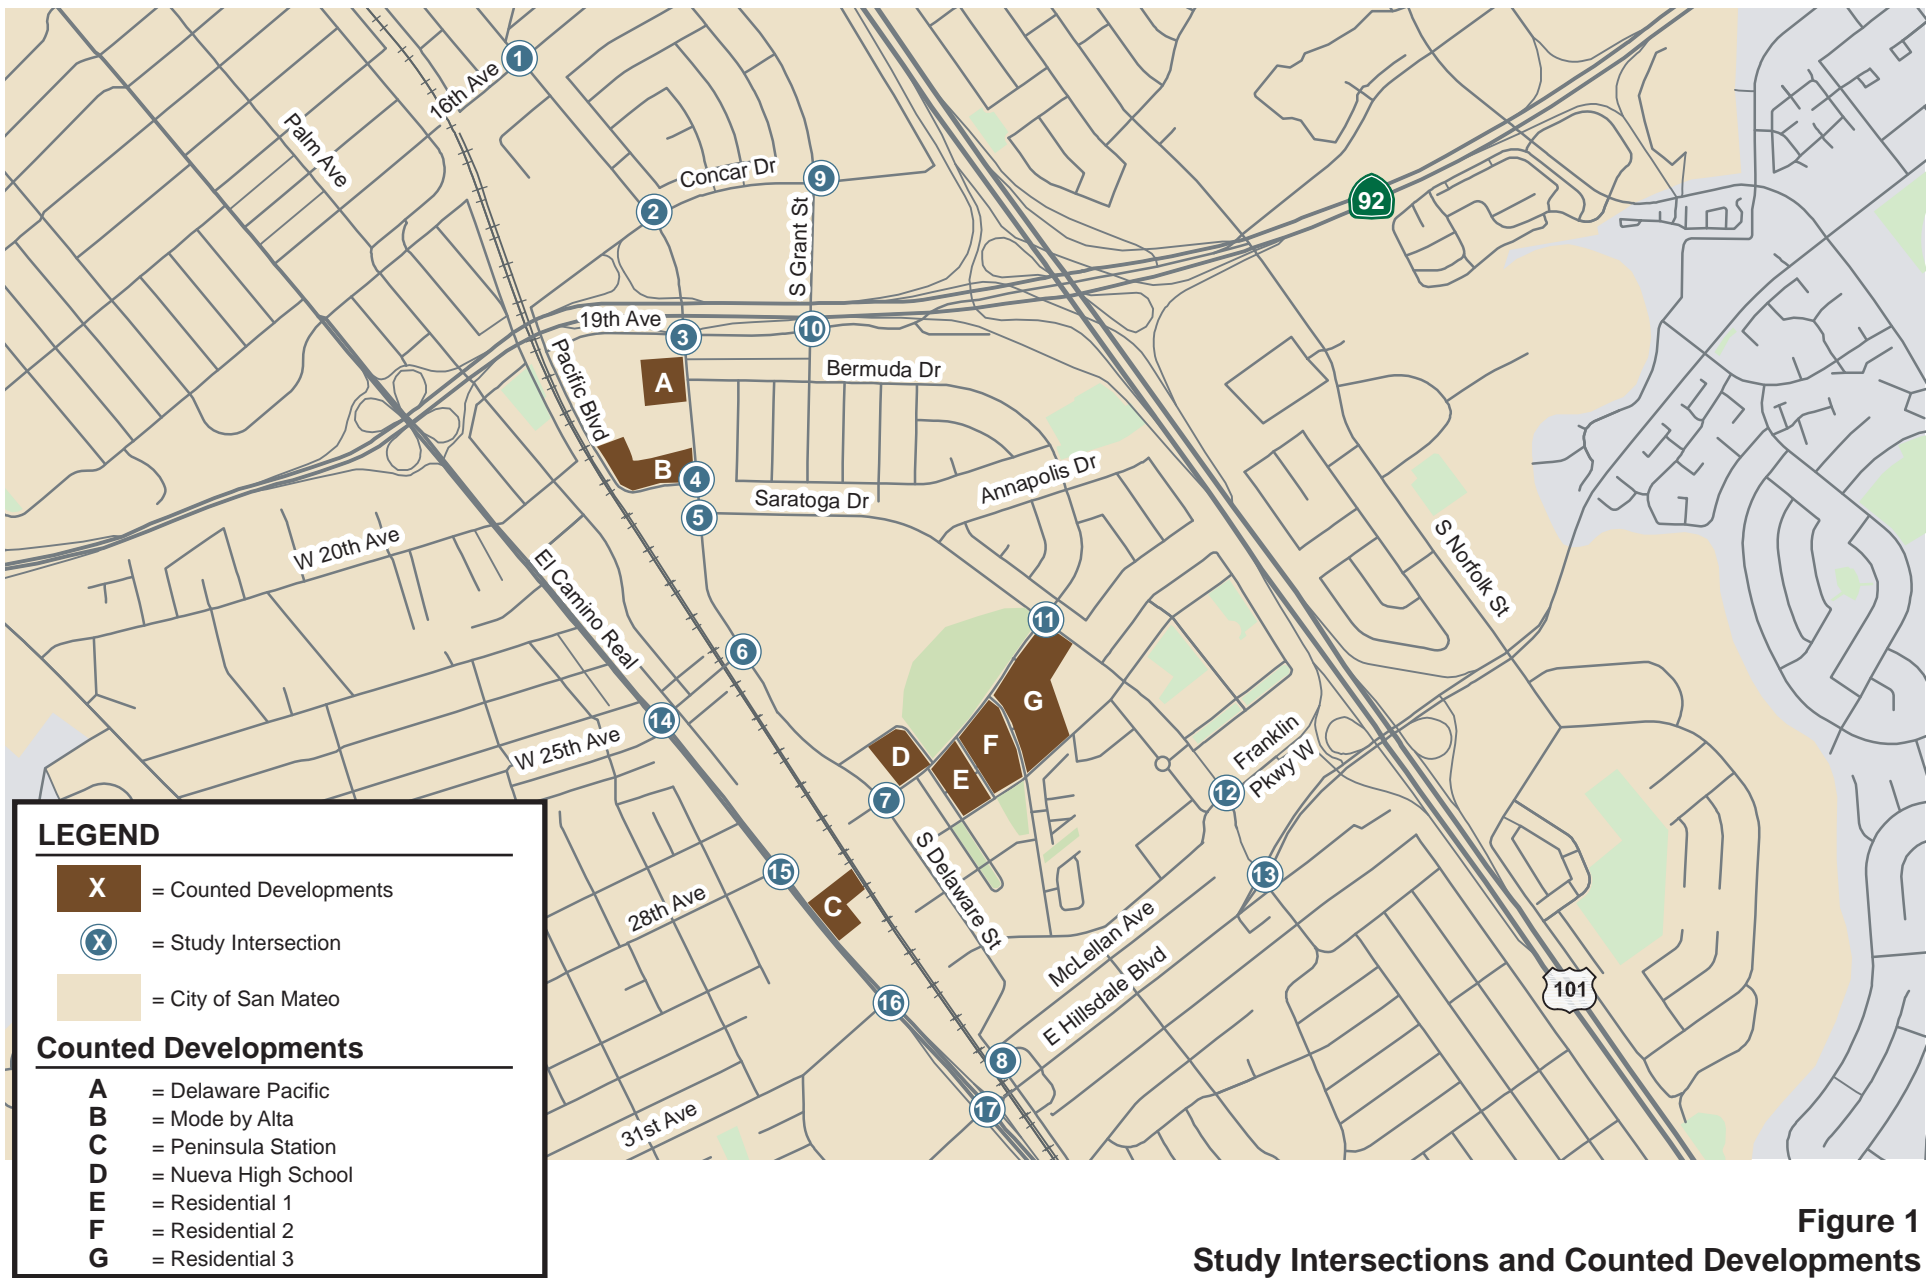 1
16th Ave
Palm Ave
Concar Dr
9
2
92
S Grant St
19th Ave
3
10
Pacific Blvd
A
Bermuda Dr
B
4
Annapolis Dr
Saratoga Dr
5
W 20th Ave
El Camino Real
S Norfolk St
11
6
G
14
W 25th Ave
D
F
E
Franklin
Pkwy W
7
12
S Delaware St
15
13
C
28th Ave
McLellan Ave
E Hillsdale Blvd
101
16
8
17
31st Ave
LEGEND
X = Counted Developments
X = Study Intersection
= City of San Mateo
Counted Developments
A = Delaware Pacific
B = Mode by Alta
C = Peninsula Station
D = Nueva High School
E = Residential 1
F = Residential 2
G = Residential 3
Figure 1
Study Intersections and Counted Developments